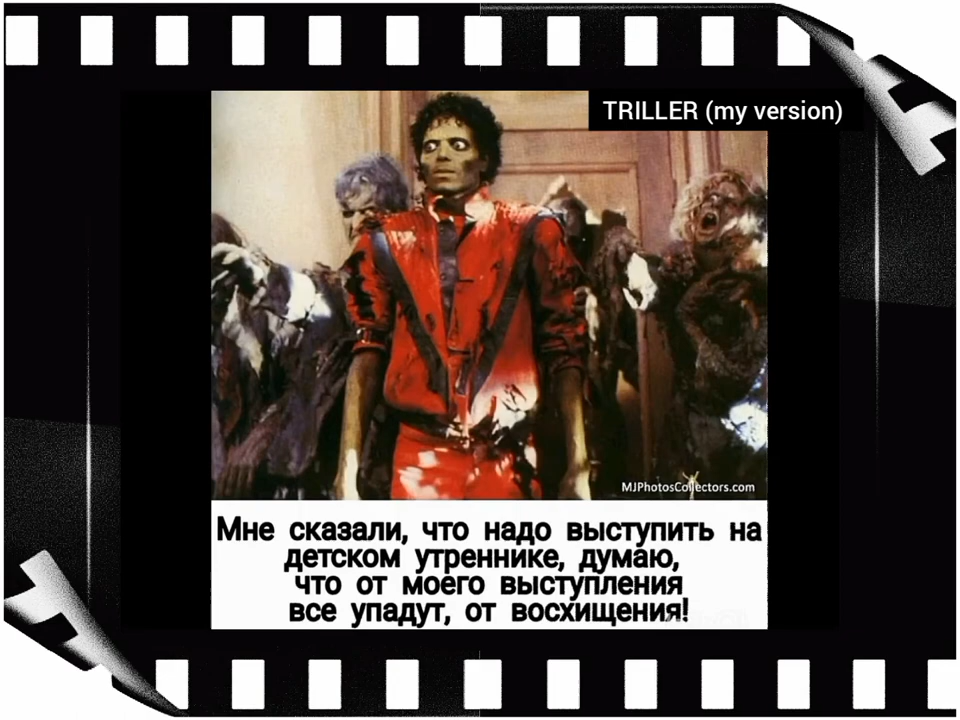 TRILLER (my version)
MJPhotosCollectors.com
Мне сказали, что надо выступить на
детском утреннике, думаю,
что от моего выступления
все упадут, от восхищения!